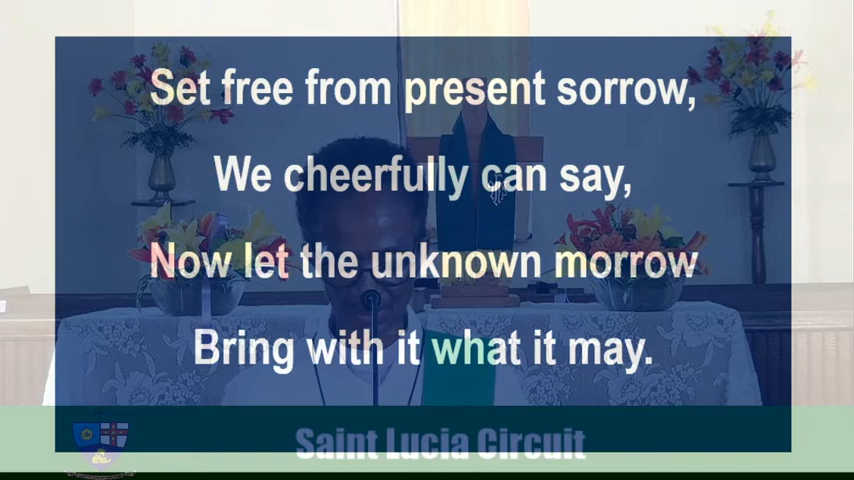 Set free from present sorrow,
We cheerfully can say,
Now let the unknown morrow
Bring with it what it may.
Saint Lucia Circuit